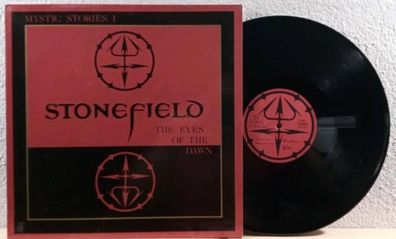 MYSTIC STORIES I
STONEFIELD
THE EYES
OF THE
DAWN